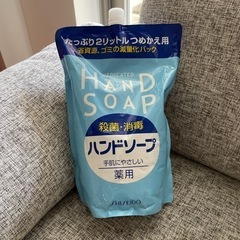 たっぷり2リットルつめかえ用
省資源、ゴミの減量化パック
MEDICATED
HAND
SOAP
殺菌・消毒
ハンドソープ
手肌にやさしい
薬用
SHISEIDO